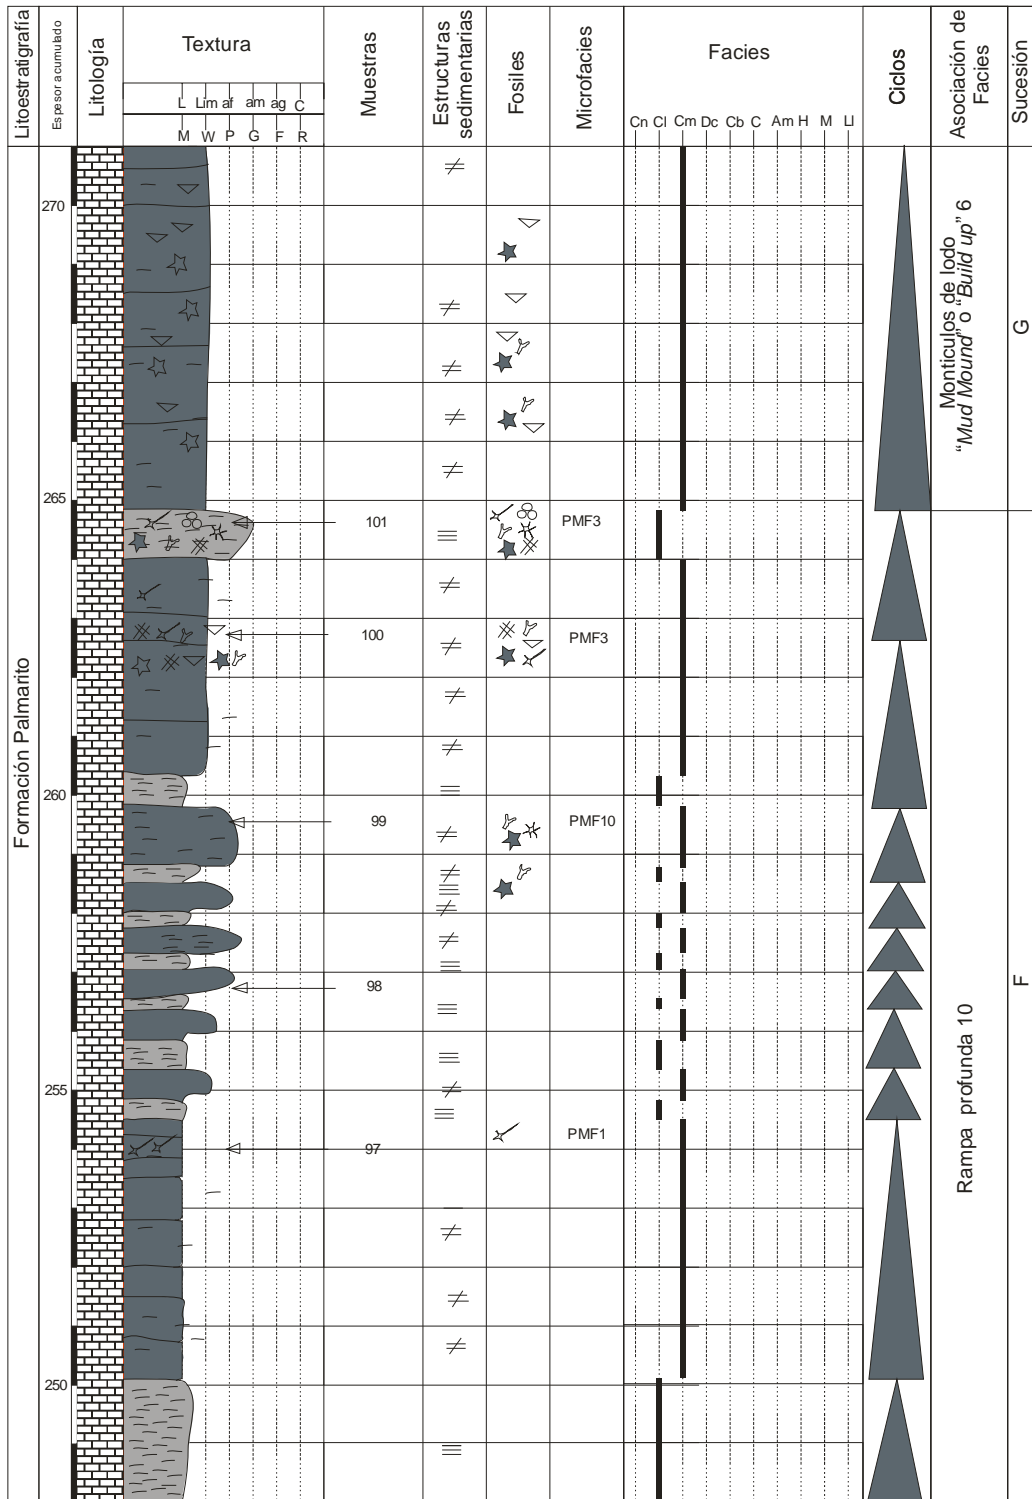 Litoestratigrafía
Espesor acumulado
Litología
Textura
L Lim af am ag C
M W P G F R
Muestras
Estructuras
sedimentarias
Fosiles
Microfacies
Facies
Cn Cl Cm Dc Cb C Am H M Ll
Ciclos
Asociación de
Facies
Sucesión
Formación Palmarito
270
265
260
255
250
101
100
99
98
97
PMF3
PMF3
PMF10
PMF1
Monticulos de lodo
“Mud Mound” o “Build up” 6
G
Rampa profunda 10
F